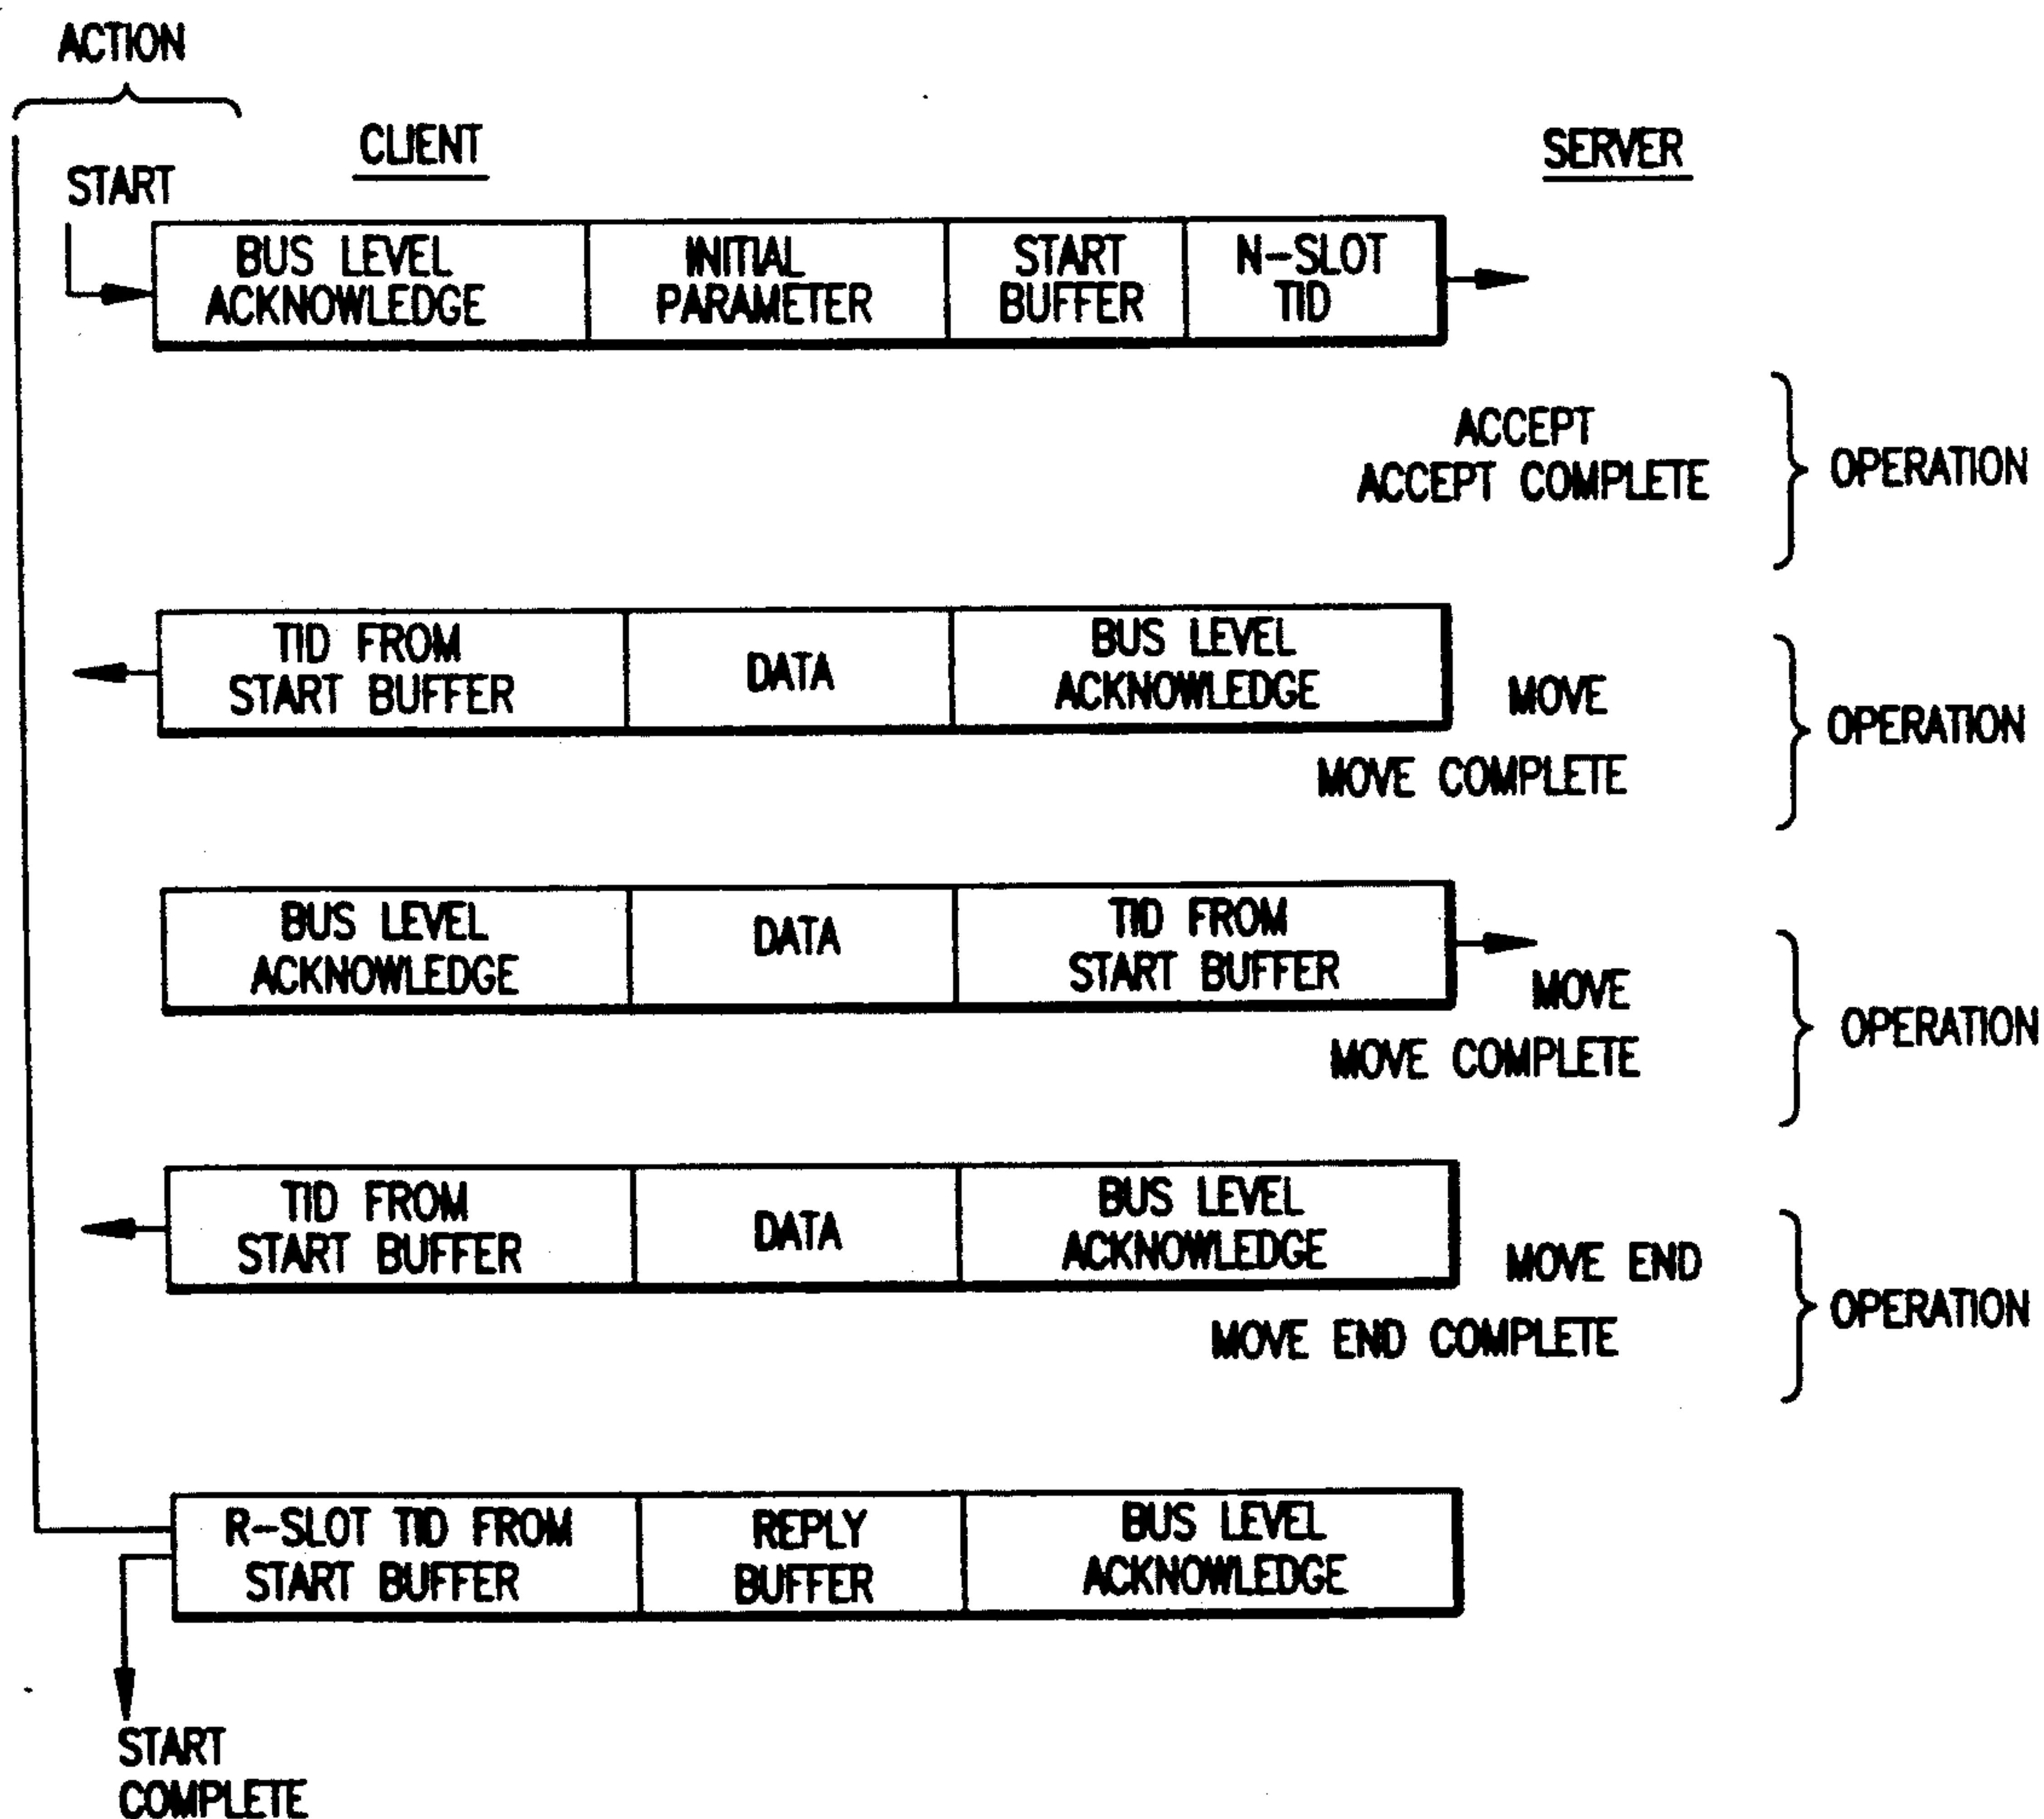 ACTION
CLIENT
SERVER
START
BUS LEVEL
ACKNOWLEDGE
INITIAL
PARAMETER
START
BUFFER
N-SLOT
TID
ACCEPT
ACCEPT COMPLETE
OPERATION
TID FROM
START BUFFER
DATA
BUS LEVEL
ACKNOWLEDGE
MOVE
MOVE COMPLETE
OPERATION
BUS LEVEL
ACKNOWLEDGE
DATA
TID FROM
START BUFFER
MOVE
MOVE COMPLETE
OPERATION
TID FROM
START BUFFER
DATA
BUS LEVEL
ACKNOWLEDGE
MOVE END
MOVE END COMPLETE
OPERATION
R-SLOT TID FROM
START BUFFER
REPLY
BUFFER
BUS LEVEL
ACKNOWLEDGE
START
COMPLETE